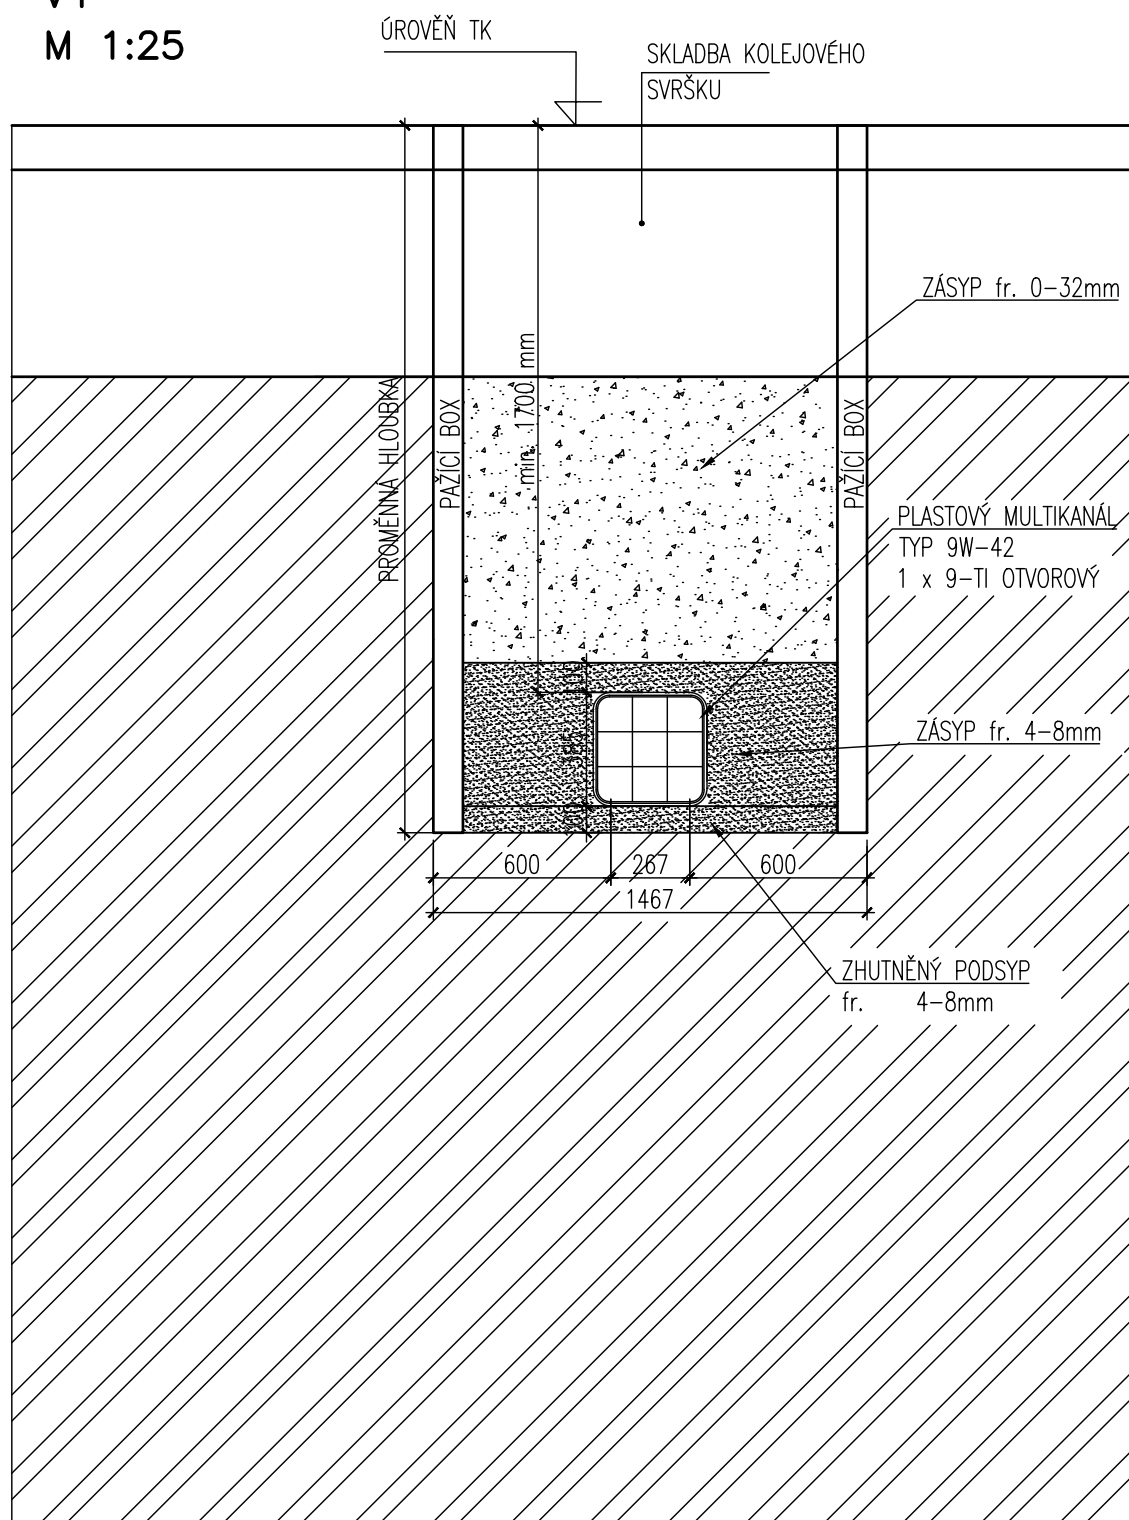 M 1:25
ÚROVĚŇ TK
SKLADBA KOLEJOVÉHO
SVRŠKU
ZÁSYP fr. 0-32mm
min. 1700 mm
PROMĚNNÁ HLOUBKA
PAŽÍCÍ BOX
PAŽÍCÍ BOX
PLASTOVÝ MULTIKANÁL
TYP 9W-42
1 x 9-TI OTVOROVÝ
ZÁSYP fr. 4-8mm
600
267
600
1467
ZHUTNĚNÝ PODSYP
fr. 4-8mm